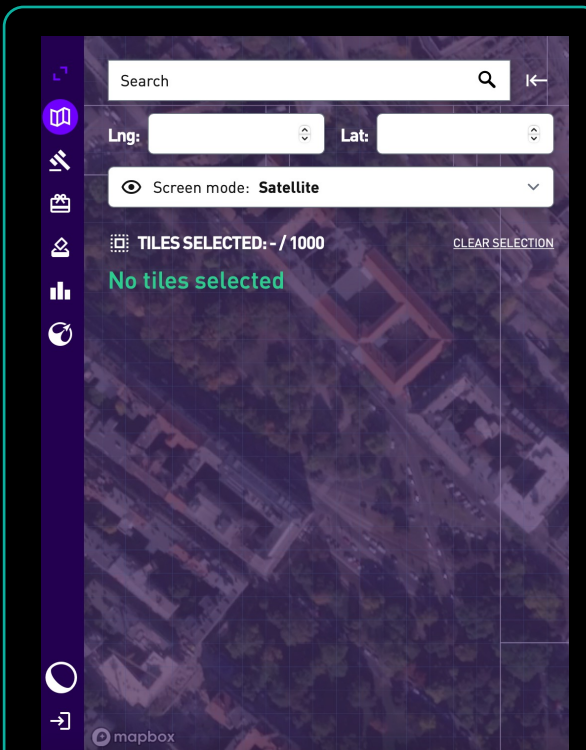 Search
Lng:
Lat:
Screen mode: Satellite
TILES SELECTED: - / 1000
CLEAR SELECTION
No tiles selected
mapbox